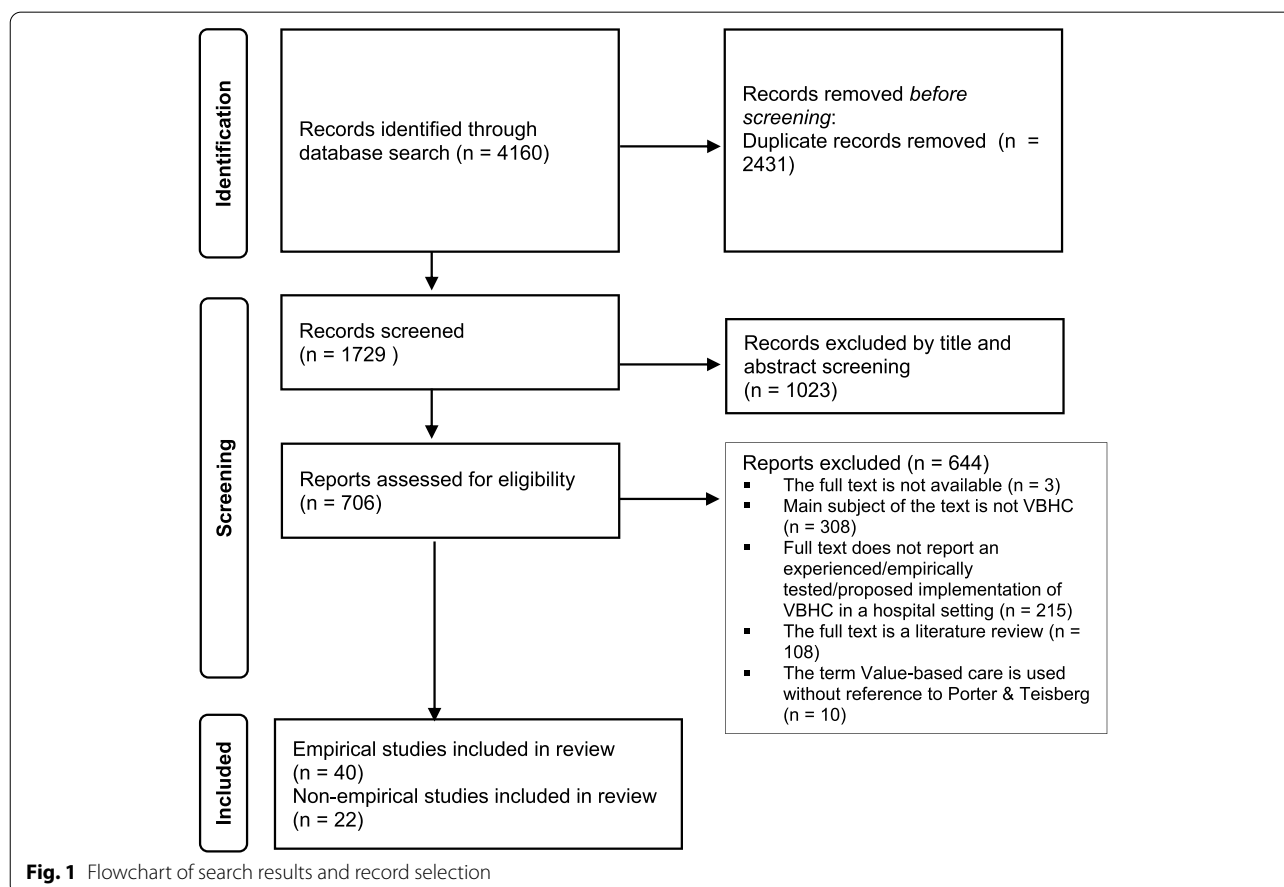 Identification
Records identified through
database search (n = 4160)
Records removed before
screening:
Duplicate records removed (n =
2431)
Screening
Records screened
(n = 1729 )
Records excluded by title and
abstract screening
(n = 1023)
Reports assessed for eligibility
(n = 706)
Reports excluded (n = 644)
▪ The full text is not available (n = 3)
▪ Main subject of the text is not VBHC
(n = 308)
▪ Full text does not report an
experienced/empirically
tested/proposed implementation of
VBHC in a hospital setting (n = 215)
▪ The full text is a literature review (n =
108)
▪ The term Value-based care is used
without reference to Porter & Teisberg
(n = 10)
Included
Empirical studies included in review
(n = 40)
Non-empirical studies included in review
(n = 22)
Fig. 1 Flowchart of search results and record selection